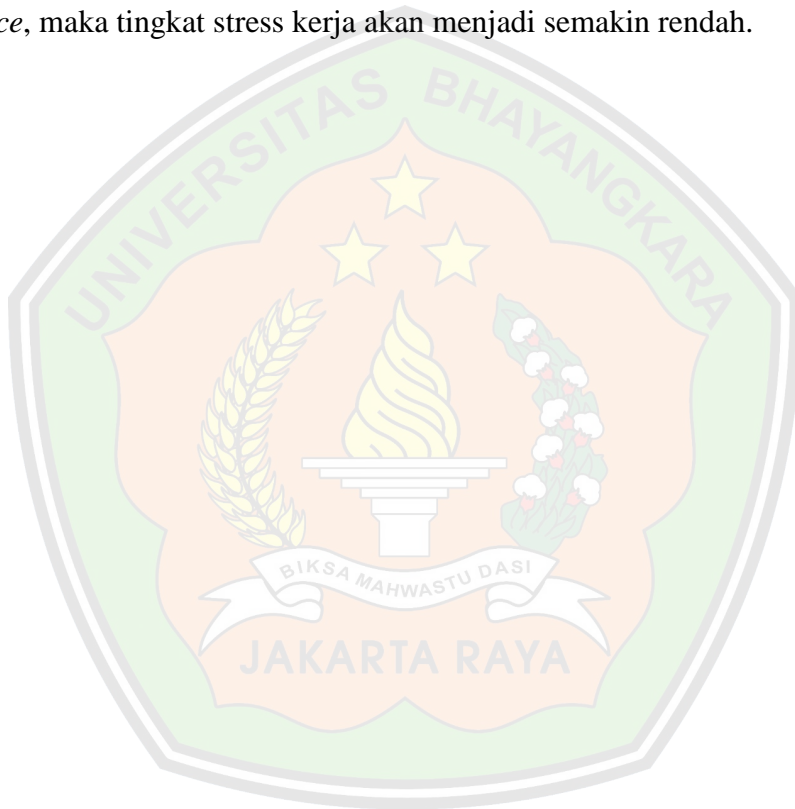 ce, maka tingkat stress kerja akan menjadi semakin rendah.
UNIVERSITAS BHAYANGKARA
BIKSA MAHWASTU DASI
JAKARTA RAYA